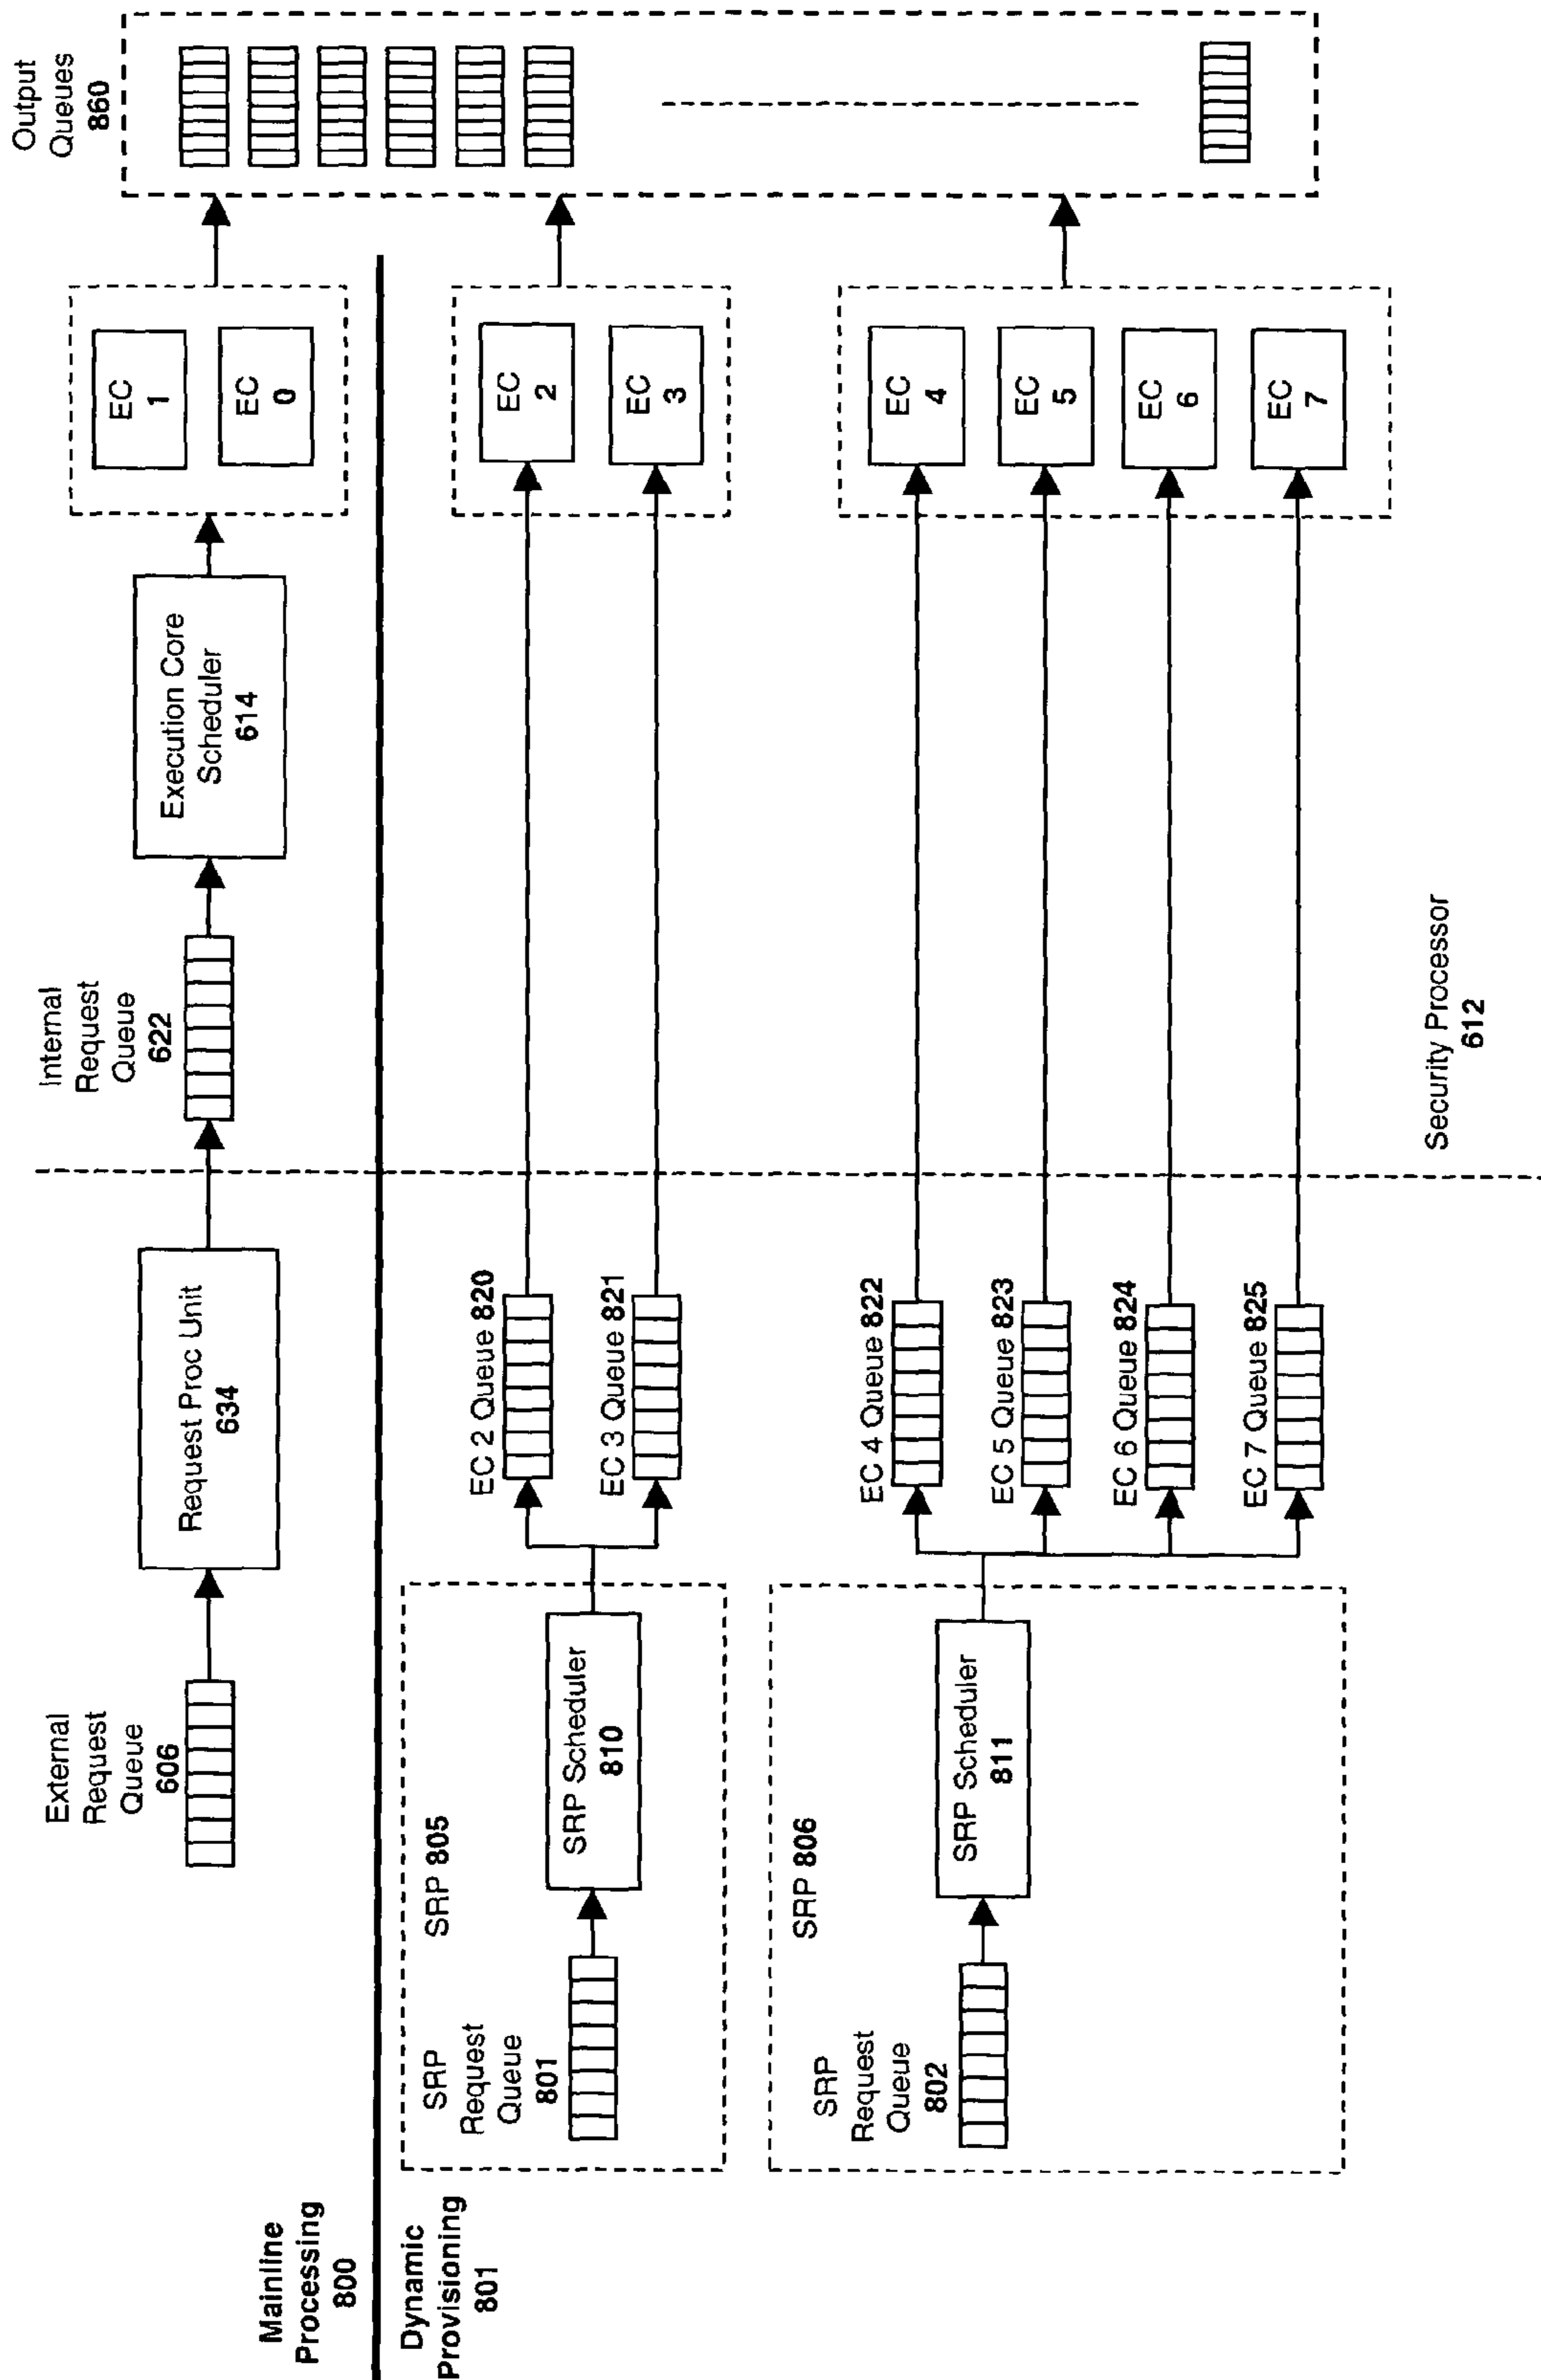 Mainline
Processing
800
External
Request
Queue
606
Request Proc Unit
634
Internal
Request
Queue
622
Execution Core
Scheduler
614
EC
1
EC
0
Output
Queues
860
Dynamic
Provisioning
801
SRP 805
SRP
Request
Queue
801
SRP Scheduler
810
EC 2 Queue 820
EC 3 Queue 821
EC
2
EC
3
SRP 806
SRP
Request
Queue
802
SRP Scheduler
811
EC 4 Queue 822
EC 5 Queue 823
EC 6 Queue 824
EC 7 Queue 825
EC
4
EC
5
EC
6
EC
7
Security Processor
612